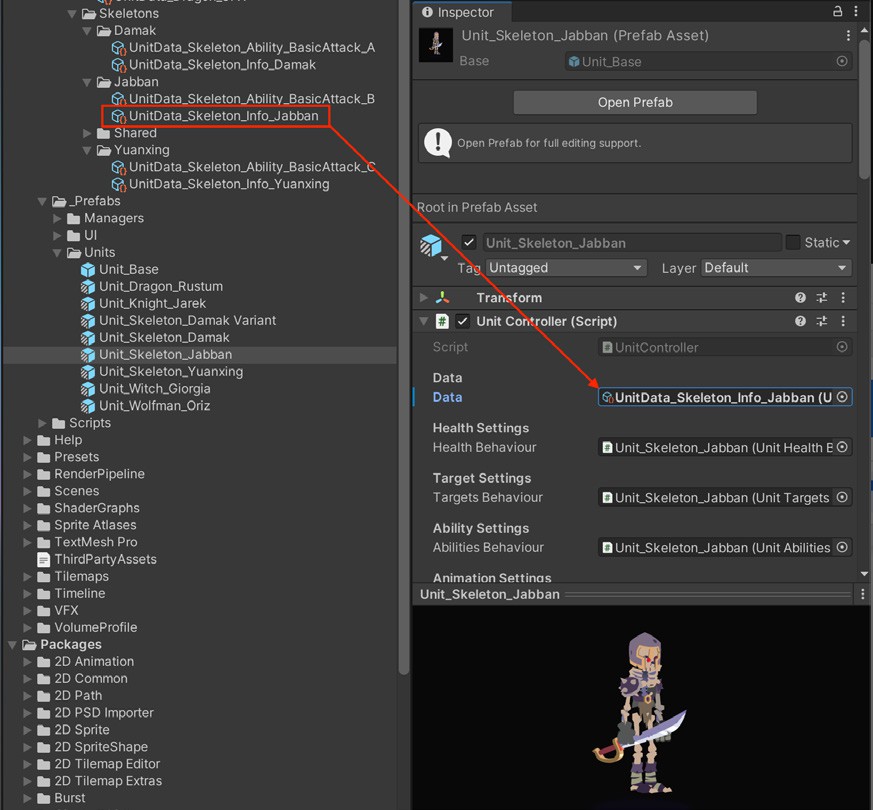 Skeletons
Damak
UnitData_Skeleton_Ability_BasicAttack_A
UnitData_Skeleton_Info_Damak
Jabban
UnitData_Skeleton_Ability_BasicAttack_B
UnitData_Skeleton_Info_Jabban
Shared
Yuanxing
UnitData_Skeleton_Ability_BasicAttack_C
UnitData_Skeleton_Info_Yuanxing
_Prefabs
Managers
UI
Units
Unit_Base
Unit_Dragon_Rustum
Unit_Knight_Jarek
Unit_Skeleton_Damak Variant
Unit_Skeleton_Damak
Unit_Skeleton_Jabban
Unit_Skeleton_Yuanxing
Unit_Witch_Giorgia
Unit_Wolfman_Oriz
Scripts
Help
Presets
RenderPipeline
Scenes
ShaderGraphs
Sprite Atlases
TextMesh Pro
ThirdPartyAssets
Tilemaps
Timeline
VFX
VolumeProfile
Packages
2D Animation
2D Common
2D Path
2D PSD Importer
2D Sprite
2D SpriteShape
2D Tilemap Editor
2D Tilemap Extras
Burst
Inspector
Unit_Skeleton_Jabban (Prefab Asset)
Base Unit_Base
Open Prefab
Open Prefab for full editing support.
Root in Prefab Asset
Unit_Skeleton_Jabban Static
Tag Untagged Layer Default
Transform
# Unit Controller (Script)
Script UnitController
Data
Data UnitData_Skeleton_Info_Jabban (U
Health Settings
Health Behaviour Unit_Skeleton_Jabban (Unit Health B
Target Settings
Targets Behaviour Unit_Skeleton_Jabban (Unit Targets
Ability Settings
Abilities Behaviour Unit_Skeleton_Jabban (Unit Abilities
Animation Settings
Unit_Skeleton_Jabban